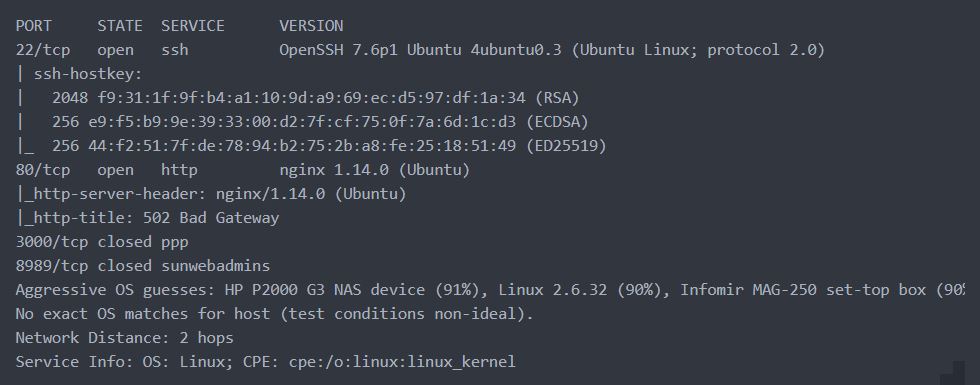 PORT     STATE  SERVICE       VERSION
22/tcp   open   ssh           OpenSSH 7.6p1 Ubuntu 4ubuntu0.3 (Ubuntu Linux; protocol 2.0)
| ssh-hostkey:
|   2048 f9:31:1f:9f:b4:a1:10:9d:a9:69:ec:d5:97:df:1a:34 (RSA)
|   256 e9:f5:b9:9e:39:33:00:d2:7f:cf:75:0f:7a:6d:1c:d3 (ECDSA)
|_  256 44:f2:51:7f:de:78:94:b2:75:2b:a8:fe:25:18:51:49 (ED25519)
80/tcp   open   http          nginx 1.14.0 (Ubuntu)
|_http-server-header: nginx/1.14.0 (Ubuntu)
|_http-title: 502 Bad Gateway
3000/tcp closed ppp
8989/tcp closed sunwebadmins
Aggressive OS guesses: HP P2000 G3 NAS device (91%), Linux 2.6.32 (90%), Infomir MAG-250 set-top box (90%
No exact OS matches for host (test conditions non-ideal).
Network Distance: 2 hops
Service Info: OS: Linux; CPE: cpe:/o:linux:linux_kernel